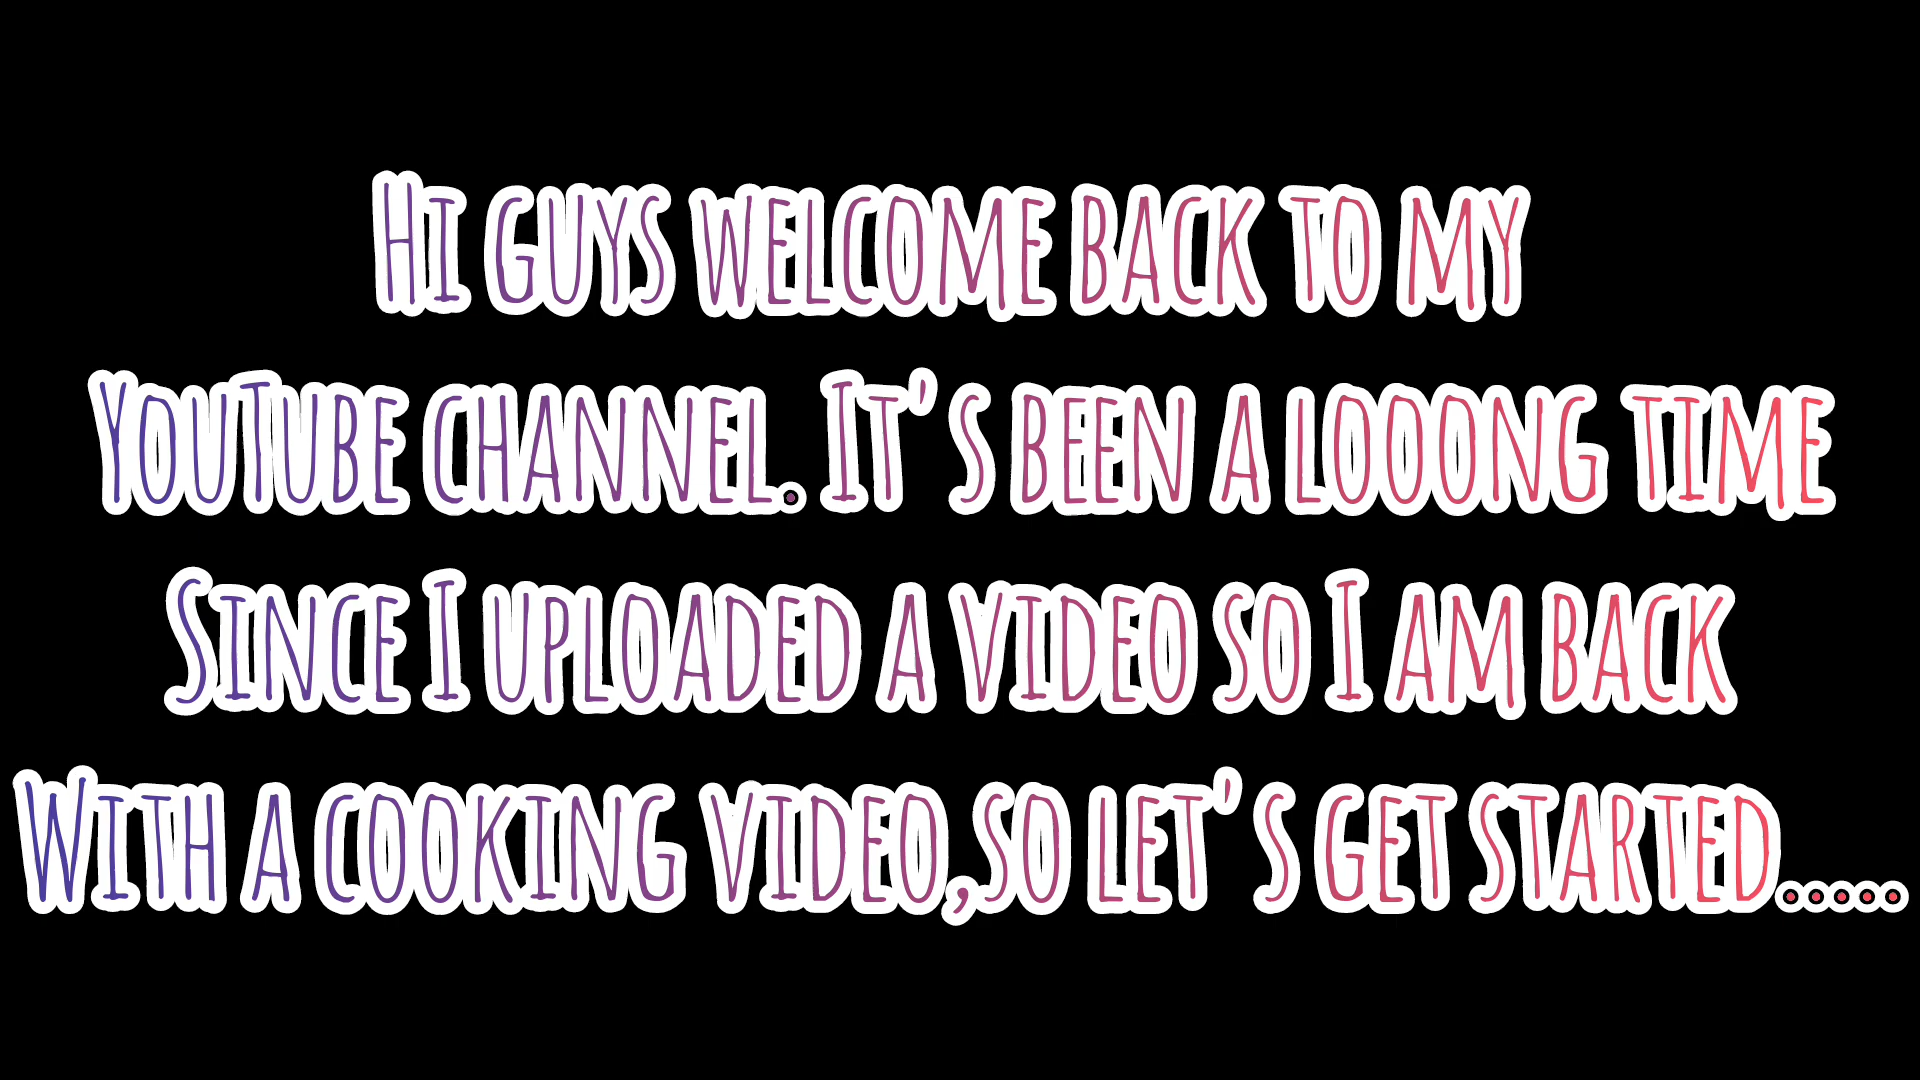 Hi guys welcome back to my
YouTube channel. It's been a looong time
Since I uploaded a video so I am back
With a cooking video,so let's get started.....